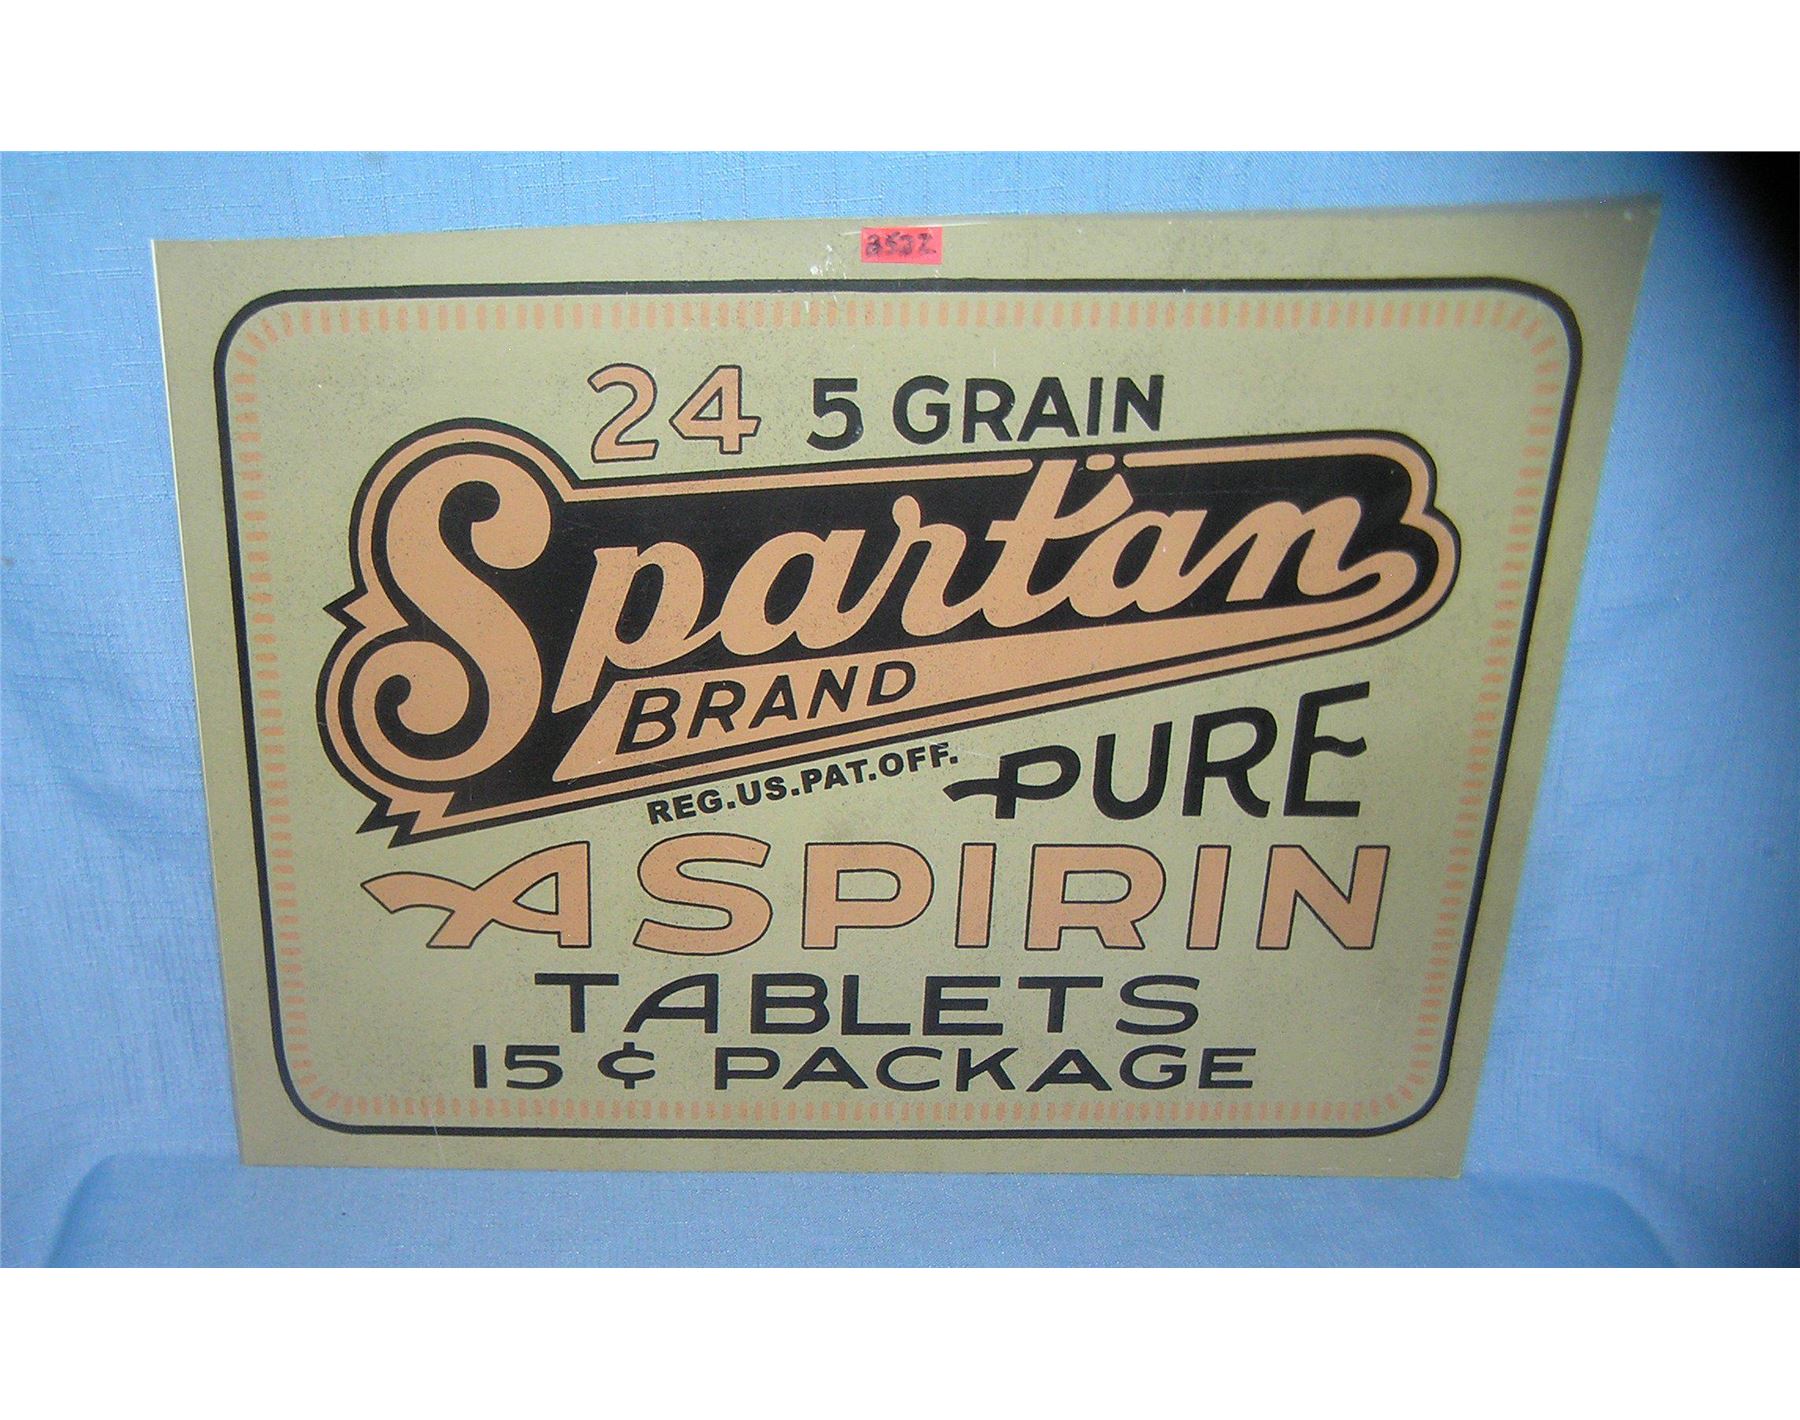 24 5 GRAIN
Spartan
BRAND
REG.US.PAT.OFF.
PURE
ASPIRIN
TABLETS
15¢ PACKAGE